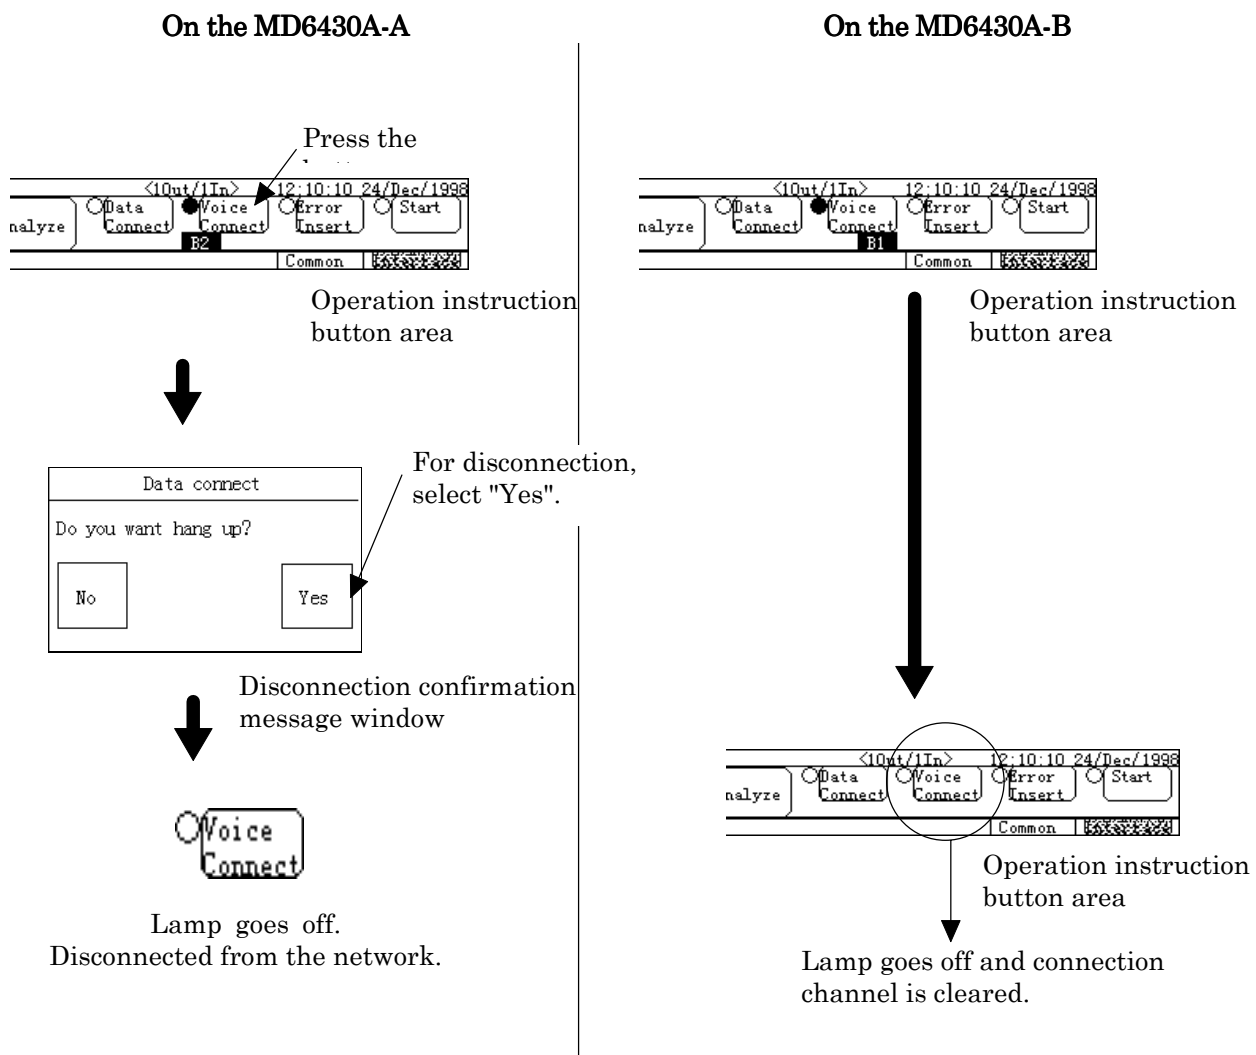 On the MD6430A-A
Press the
<1Out/1In> 12:10:10 24/Dec/1998
nalyze
Data Connect
Voice Connect
Error Insert
Start
B2
Common
Operation instruction
button area
Data connect
Do you want hang up?
No
Yes
For disconnection,
select "Yes".
Disconnection confirmation
message window
Voice
Connect
Lamp goes off.
Disconnected from the network.
On the MD6430A-B
<1Out/1In> 12:10:10 24/Dec/1998
nalyze
Data Connect
Voice Connect
Error Insert
Start
B1
Common
Operation instruction
button area
<1Out/1In> 12:10:10 24/Dec/1998
nalyze
Data Connect
Voice Connect
Error Insert
Start
Common
Operation instruction
button area
Lamp goes off and connection
channel is cleared.